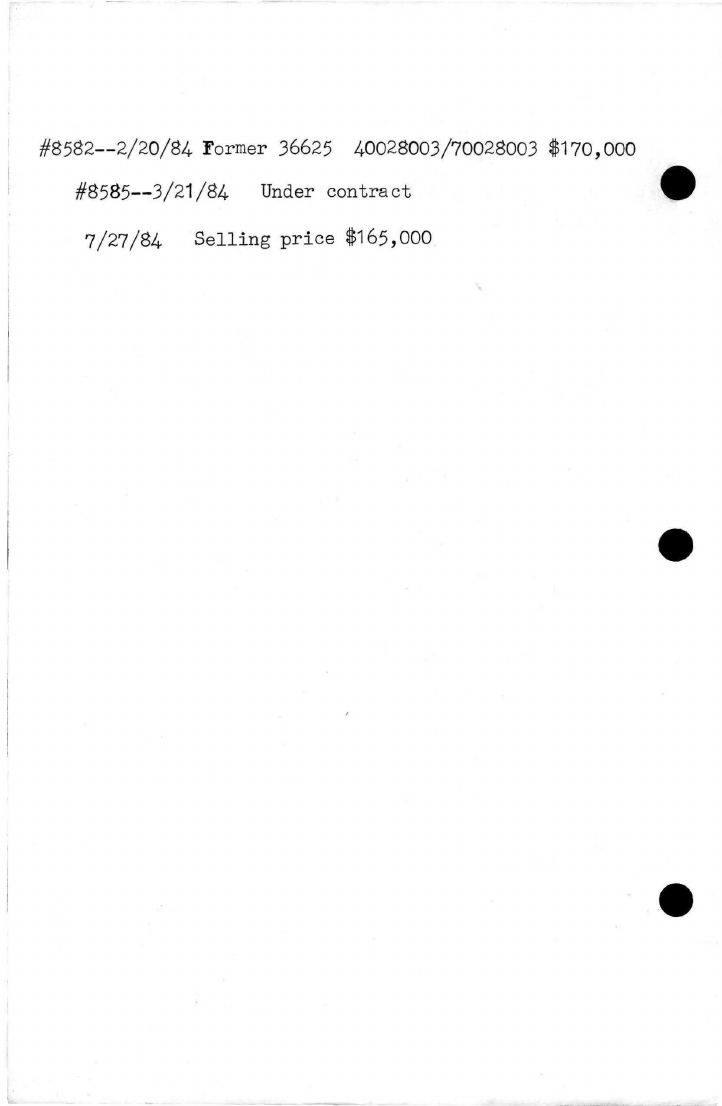 #8582--2/20/84 Former 36625 40028003/70028003 $170,000
#8585--3/21/84 Under contract
7/27/84 Selling price $165,000